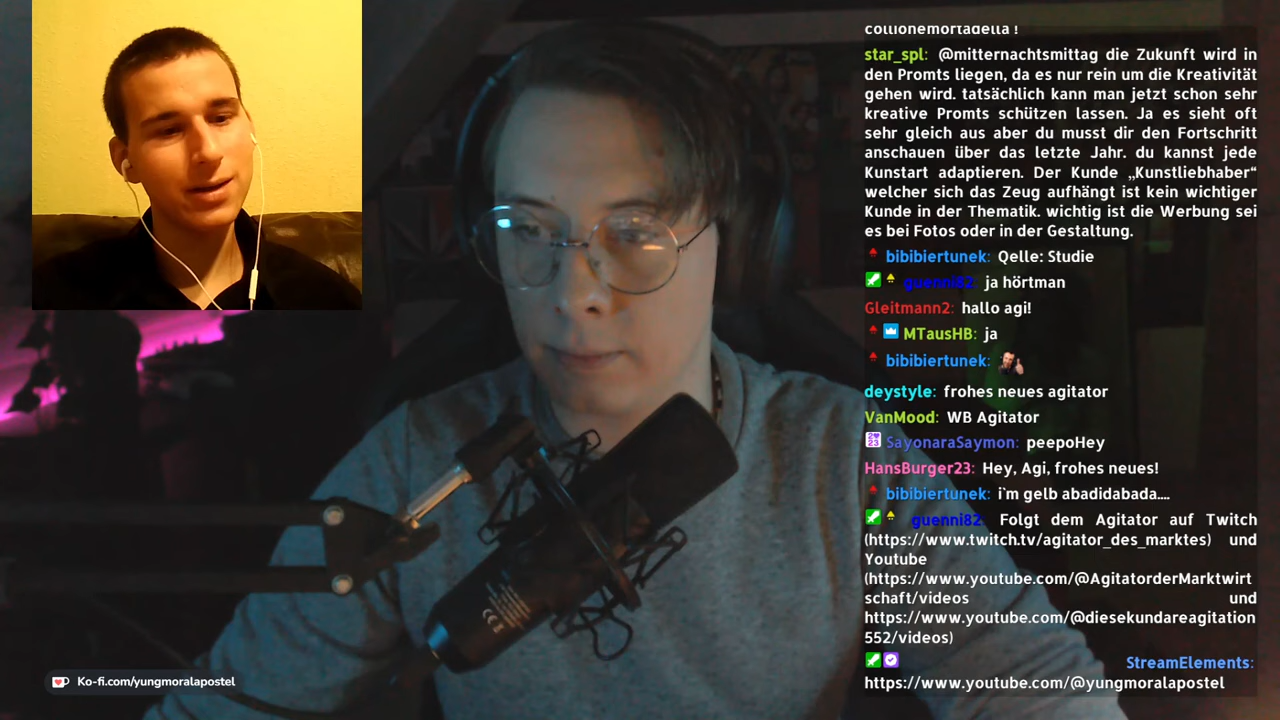 collionemortadella !
star_spl: @mitternachtsmittag die Zukunft wird in
den Promts liegen, da es nur rein um die Kreativität
gehen wird. tatsächlich kann man jetzt schon sehr
kreative Promts schützen lassen. Ja es sieht oft
sehr gleich aus aber du musst dir den Fortschritt
anschauen über das letzte Jahr. du kannst jede
Kunstart adaptieren. Der Kunde „Kunstliebhaber“
welcher sich das Zeug aufhängt ist kein wichtiger
Kunde in der Thematik. wichtig ist die Werbung sei
es bei Fotos oder in der Gestaltung.
bibibiertunek: Qelle: Studie
guenni82: ja hörtman
Gleitmann2: hallo agi!
MTausHB: ja
bibibiertunek:
deystyle: frohes neues agitator
VanMood: WB Agitator
SayonaraSaymon: peepoHey
HansBurger23: Hey, Agi, frohes neues!
bibibiertunek: i`m gelb abadidabada....
guenni82: Folgt dem Agitator auf Twitch
(https://www.twitch.tv/agitator_des_marktes) und
Youtube
(https://www.youtube.com/@AgitatorderMarktwirt
schaft/videos und
https://www.youtube.com/@diesekundareagitation
552/videos)
StreamElements:
https://www.youtube.com/@yungmoralapostel
Ko-fi.com/yungmoralapostel